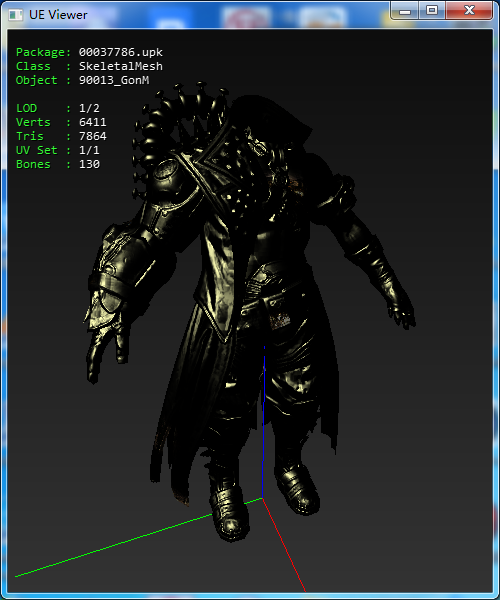 UE Viewer
Package: 00037786.upk
Class : SkeletalMesh
Object : 90013_GonM
LOD : 1/2
Verts : 6411
Tris : 7864
UV Set : 1/1
Bones : 130